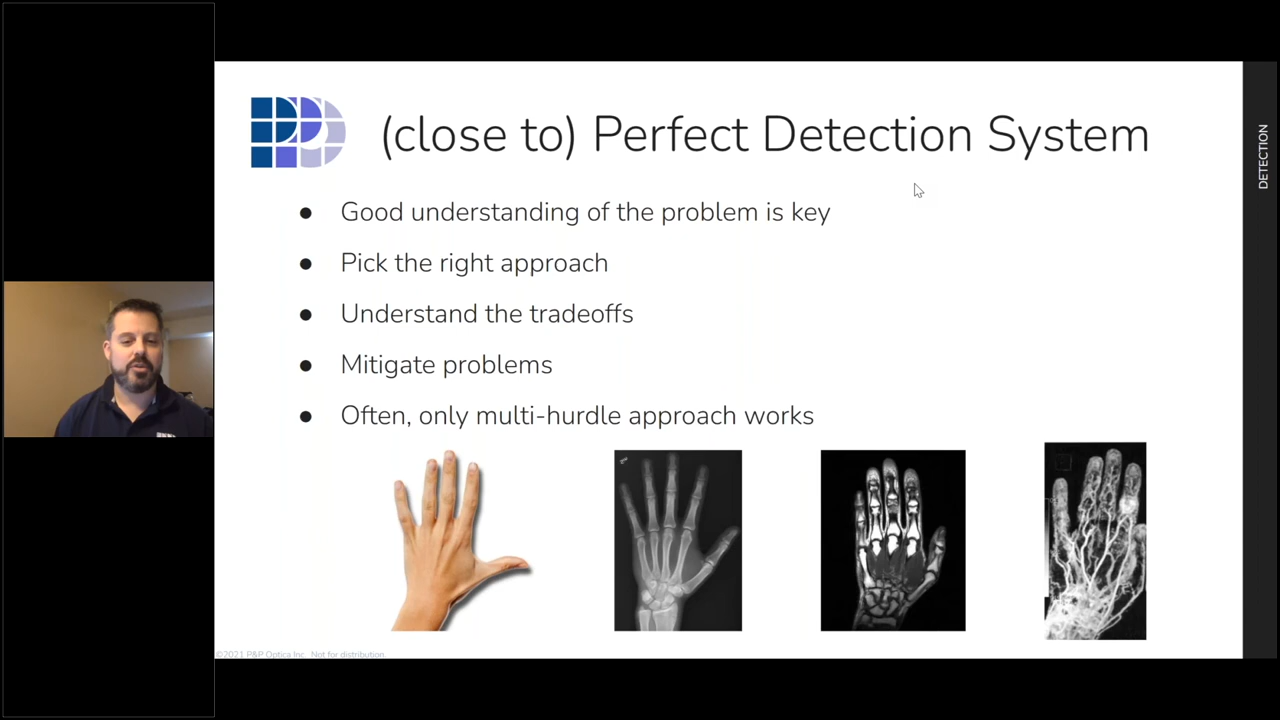 (close to) Perfect Detection System
DETECTION
Good understanding of the problem is key
Pick the right approach
Understand the tradeoffs
Mitigate problems
Often, only multi-hurdle approach works
©2021 P&P Optica Inc. Not for distribution.